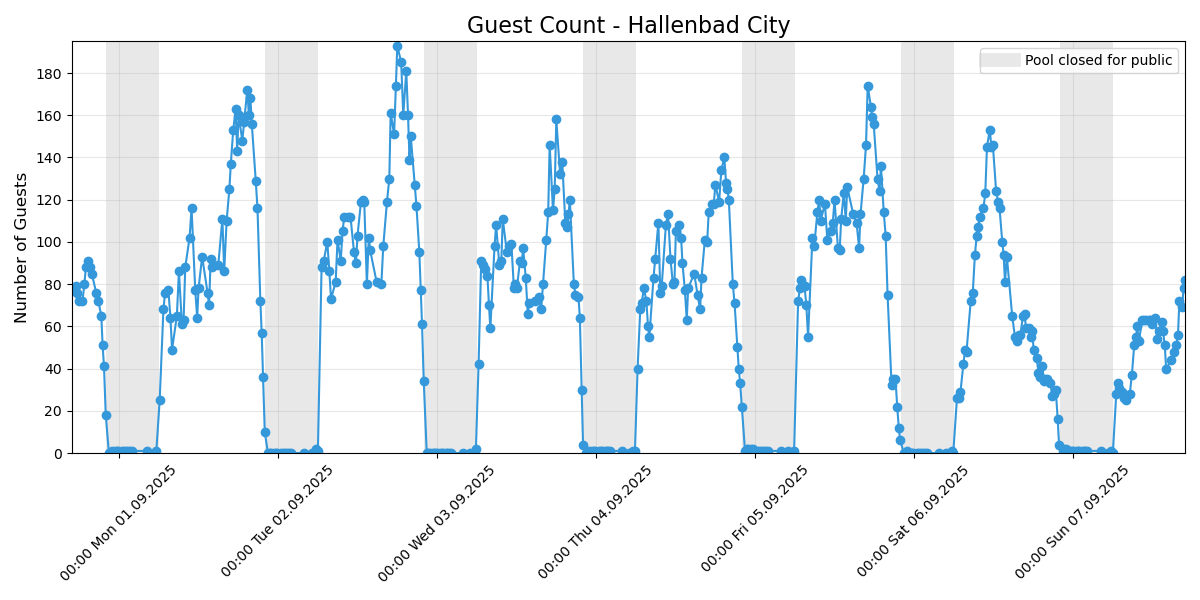 Guest Count - Hallenbad City
Pool closed for public
Number of Guests
180
160
140
120
100
80
60
40
20
0
00:00 Mon 01.09.2025
00:00 Tue 02.09.2025
00:00 Wed 03.09.2025
00:00 Thu 04.09.2025
00:00 Fri 05.09.2025
00:00 Sat 06.09.2025
00:00 Sun 07.09.2025